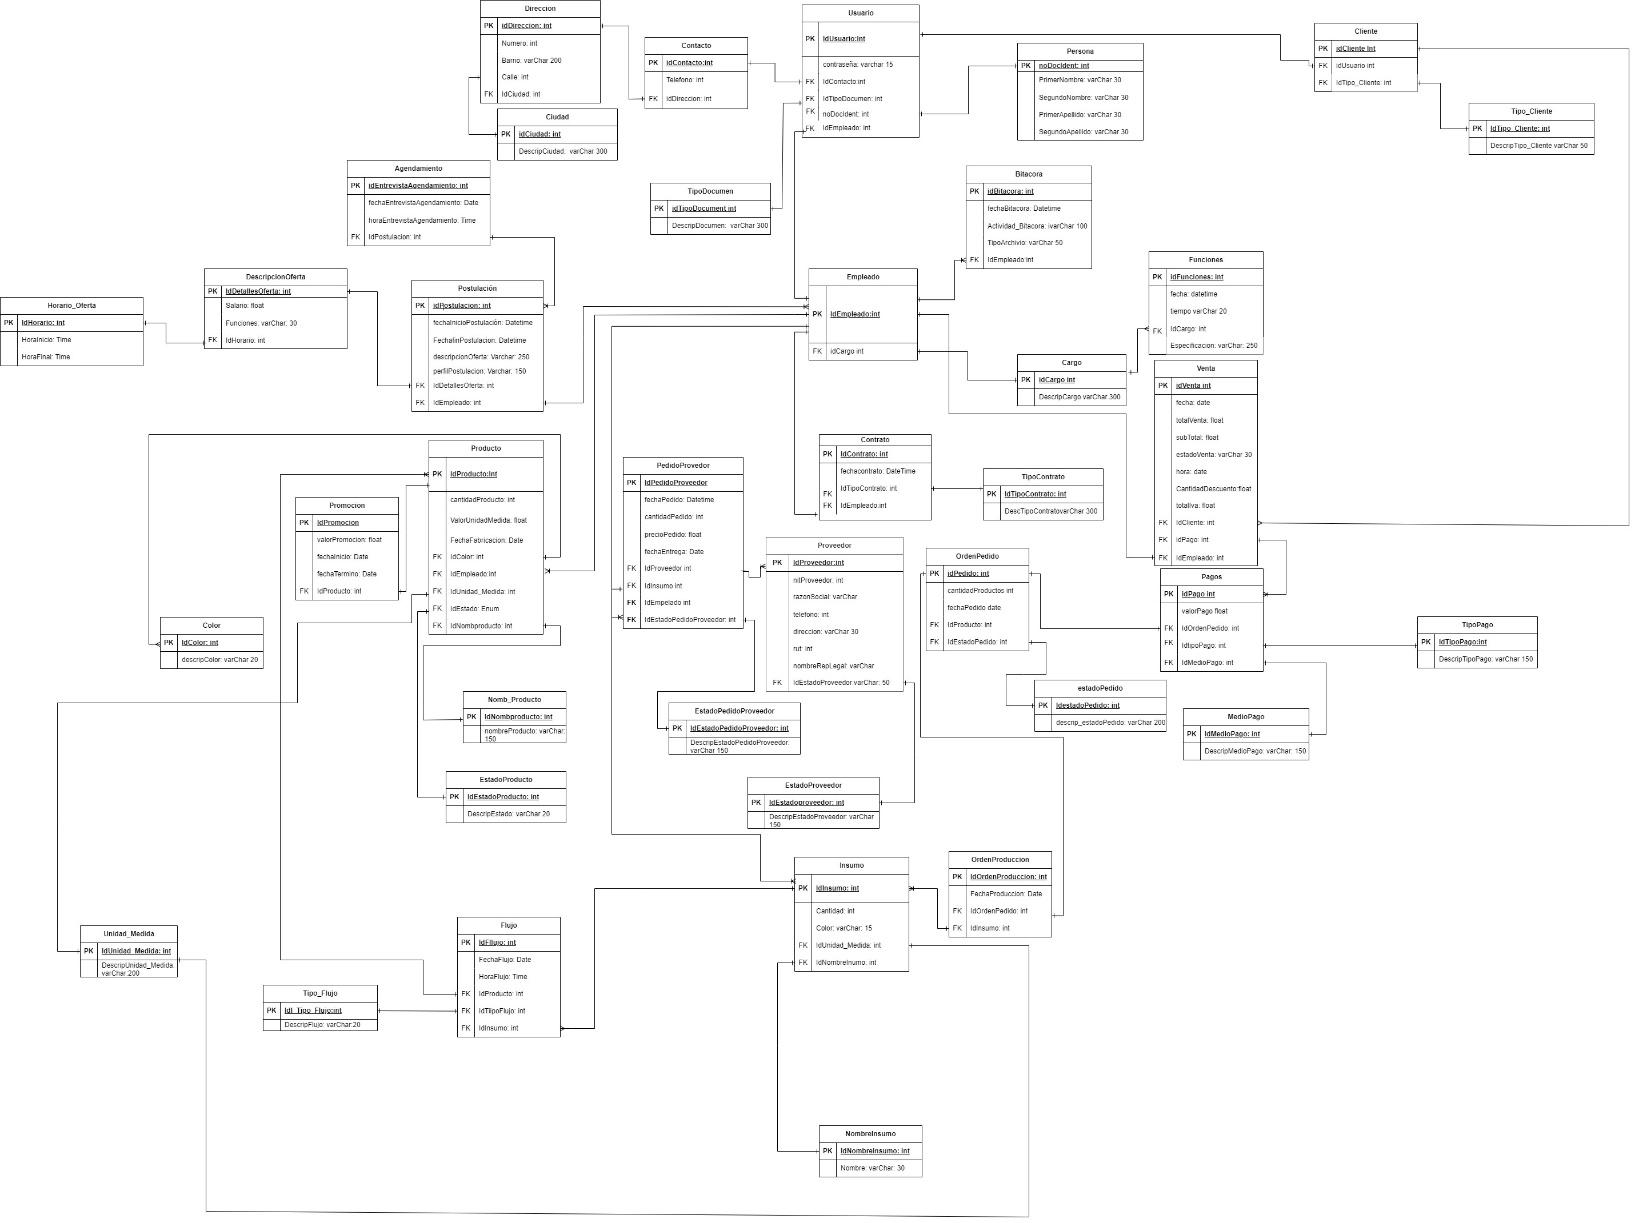 Direccion
PK idDireccion: int
Numero: int
Barrio: varChar 200
Calle: int
FK IdCiudad: int
Ciudad
PK idCiudad: int
DescripCiudad: varChar 300
Contacto
PK idContacto:int
Telefono: int
FK idDireccion: int
Usuario
PK IdUsuario:int
contraseña: varchar 15
FK IdContacto:int
FK IdTipoDocumen: int
FK noDocident: int
FK IdEmpleado: int
Persona
PK noDocident: int
PrimerNombre: varChar 30
SegundoNombre: varChar 30
PrimerApellido: varChar 30
SegundoApellido: varChar 30
Cliente
PK idCliente Int
FK idUsuario int
FK IdTipo_Cliente: int
Tipo_Cliente
PK IdTipo_Cliente: int
DescripTipo_Cliente varChar 50
Agendamiento
PK idEntrevistaAgendamiento: int
fechaEntrevistaAgendamiento: Date
horaEntrevistaAgendamiento: Time
FK IdPostulacion: int
TipoDocumen
PK idTipoDocument int
DescripDocumen: varChar 300
Bitacora
PK idBitacora: int
fechaBitacora: Datetime
Actividad_Bitacora: ivarChar 100
TipoArchivio: varChar 50
FK IdEmpleado int
Funciones
PK idFunciones: int
fecha: datetime
tiempo varChar 20
FK IdCargo: int
Especificacion: varChar 250
Horario_Oferta
PK IdHorario: int
HoraInicio: Time
HoraFinal: Time
DescripcionOferta
PK IdDetallesOferta: int
Salario: float
Funciones: varChar: 30
FK IdHorario: int
Postulación
PK idPostulacion: int
fechaInicioPostulación: Datetime
FechafinPostulacion: Datetime
descripcionOferta: Varchar: 250
perfilPostulacion: Varchar: 150
FK IdDetallesOferta: int
FK IdEmpleado: int
Empleado
PK IdEmpleado:int
FK idCargo int
Cargo
PK idCargo int
DescripCargo varChar.300
Venta
PK idVenta int
fecha: date
totalVenta: float
subTotal: float
estadoVenta: varChar 30
hora: date
CantidadDescuento:float
totalIva: float
FK IdCliente: int
FK idPago: int
FK IdEmpleado: int
Contrato
PK IdContrato: int
fechacontrato: DateTime
FK IdTipoContrato: int
FK IdEmpleado:int
TipoContrato
PK IdTipoContrato: int
DescTipoContratovarChar 300
Producto
PK IdProducto:Int
cantidadProducto: int
ValorUnidadMedida: float
FechaFabricacion: Date
FK IdColor: int
FK IdEmpleado:int
FK IdUnidad_Medida: int
FK IdEstado: Enum
FK IdNombproducto: int
Promocion
PK IdPromocion
valorPromocion: float
fechaInicio: Date
fechaTermino: Date
FK IdProducto: int
Color
PK IdColor: int
descripColor: varChar 20
PedidoProvedor
PK IdPedidoProveedor
fechaPedido: Datetime
cantidadPedido: int
precioPedido: float
fechaEntrega: Date
FK IdProveedor int
FK IdInsumo int
FK IdEmpelado int
FK IdEstadoPedidoProveedor: int
Proveedor
PK IdProveedor:int
nitProveedor: int
razonSocial: varChar
telefono: int
direccion: varChar 30
rut: int
nombreRepLegal: varChar
FK IdEstadoProveedor:varChar: 50
OrdenPedido
PK idPedido: int
cantidadProductos int
fechaPedido date
FK IdProducto: int
FK IdEstadoPedido: int
Pagos
PK idPago int
valorPago float
FK IdOrdenPedido: int
FK IdtipoPago: int
FK IdMedioPago: int
TipoPago
PK IdTipoPago:int
DescripTipoPago: varChar 150
estadoPedido
PK IdestadoPedido: int
descrip_estadoPedido: varChar 200
MedioPago
PK IdMedioPago: int
DescripMedioPago: varChar: 150
Nomb_Producto
PK IdNombproducto: int
nombreProducto: varChar:
150
EstadoPedidoProveedor
PK IdEstadoPedidoProveedor: int
DescripEstadoPedidoProveedor:
varChar 150
EstadoProducto
PK IdEstadoProducto: int
DescripEstado: varChar 20
EstadoProveedor
PK IdEstadoproveedor: int
DescripEstadoProveedor: varChar
150
Insumo
PK IdInsumo: int
Cantidad: int
Color: varChar: 15
FK IdUnidad_Medida: int
FK IdNombreInumo: int
OrdenProduccion
PK IdOrdenProduccion: int
FechaProduccion: Date
FK IdOrdenPedido: int
FK IdInsumo: int
Unidad_Medida
PK IdUnidad_Medida: int
DescripUnidad_Medida:
varChar:200
Flujo
PK IdFllujo: int
FechaFlujo: Date
HoraFlujo: Time
FK IdProducto: int
FK IdTiipoFlujo: int
FK IdInsumo: int
Tipo_Flujo
PK IdI_Tipo_Flujo:int
DescripFlujo: varChar:20
NombreInsumo
PK IdNombreInsumo: int
Nombre: varChar: 30